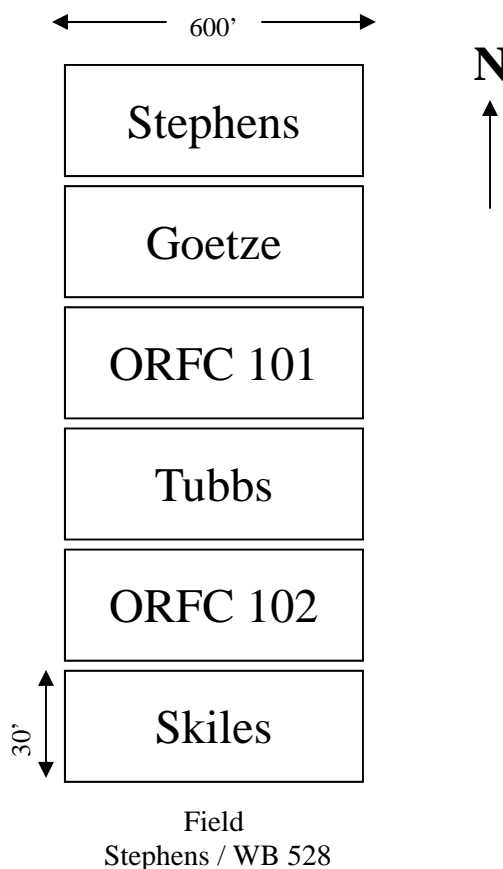 600’
N
Stephens
Goetze
ORFC 101
Tubbs
ORFC 102
Skiles
30’
Field
Stephens / WB 528